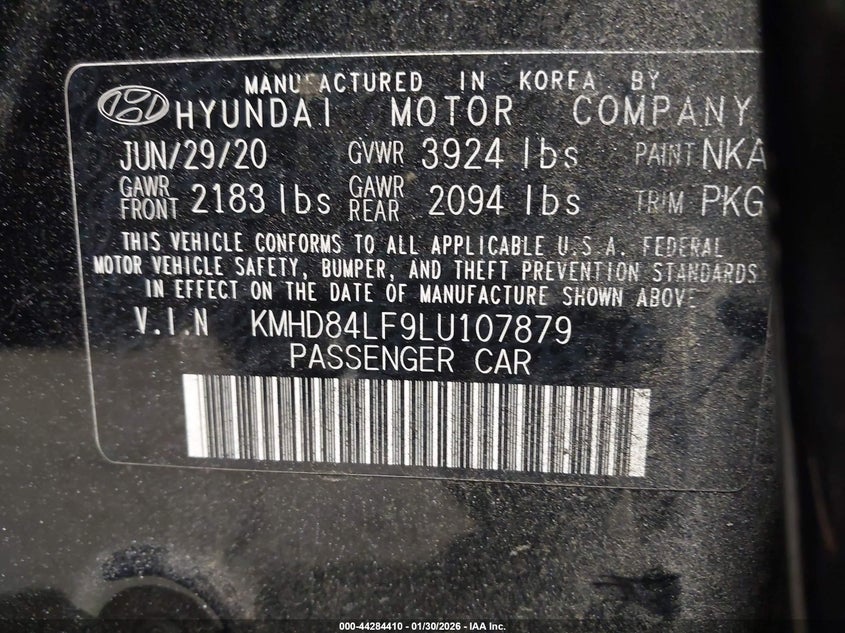 MANUFACTURED IN KOREA BY
HYUNDAI MOTOR COMPANY
JUN/29/20 GVWR 3924 lbs PAINT NKA
GAWR FRONT 2183 lbs GAWR REAR 2094 lbs TRIM PKG
THIS VEHICLE CONFORMS TO ALL APPLICABLE U.S.A. FEDERAL
MOTOR VEHICLE SAFETY, BUMPER, AND THEFT PREVENTION STANDARDS
IN EFFECT ON THE DATE OF MANUFACTURE SHOWN ABOVE
V.I.N KMHD84LF9LU107879
PASSENGER CAR
000-44284410 - 01/30/2026 - IAA Inc.